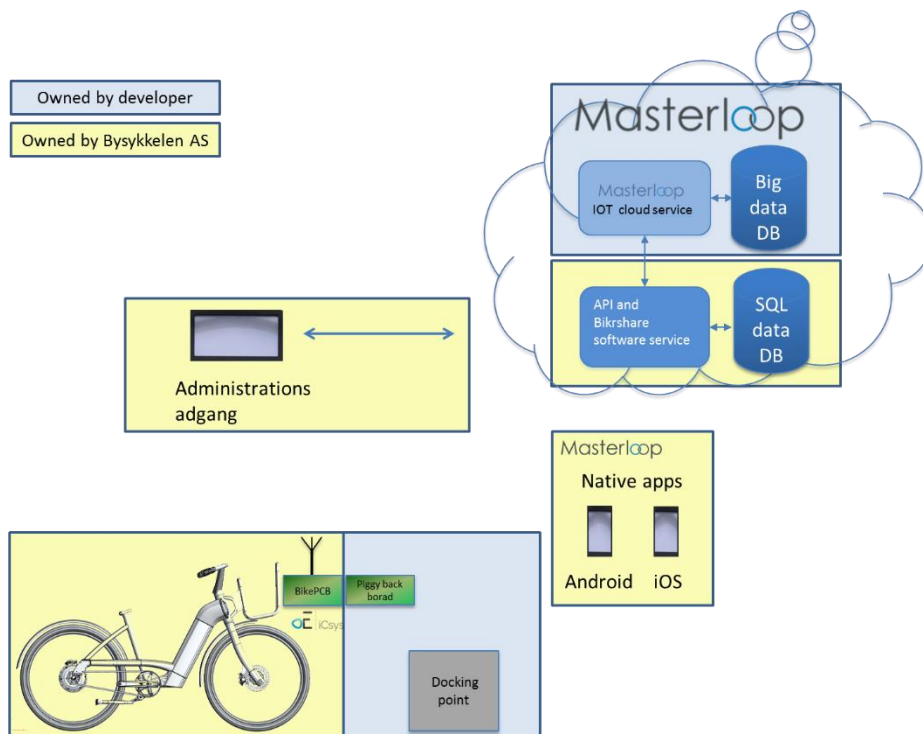 Owned by developer
Owned by Bysykkelen AS
Masterloop
Masterloop
IOT cloud service
Big
data
DB
API and
Bikrshare
software service
SQL
data
DB
Administrations
adgang
Masterloop
Native apps
Android
iOS
BikePCB
Piggy back
borad
iCsys
Docking
point